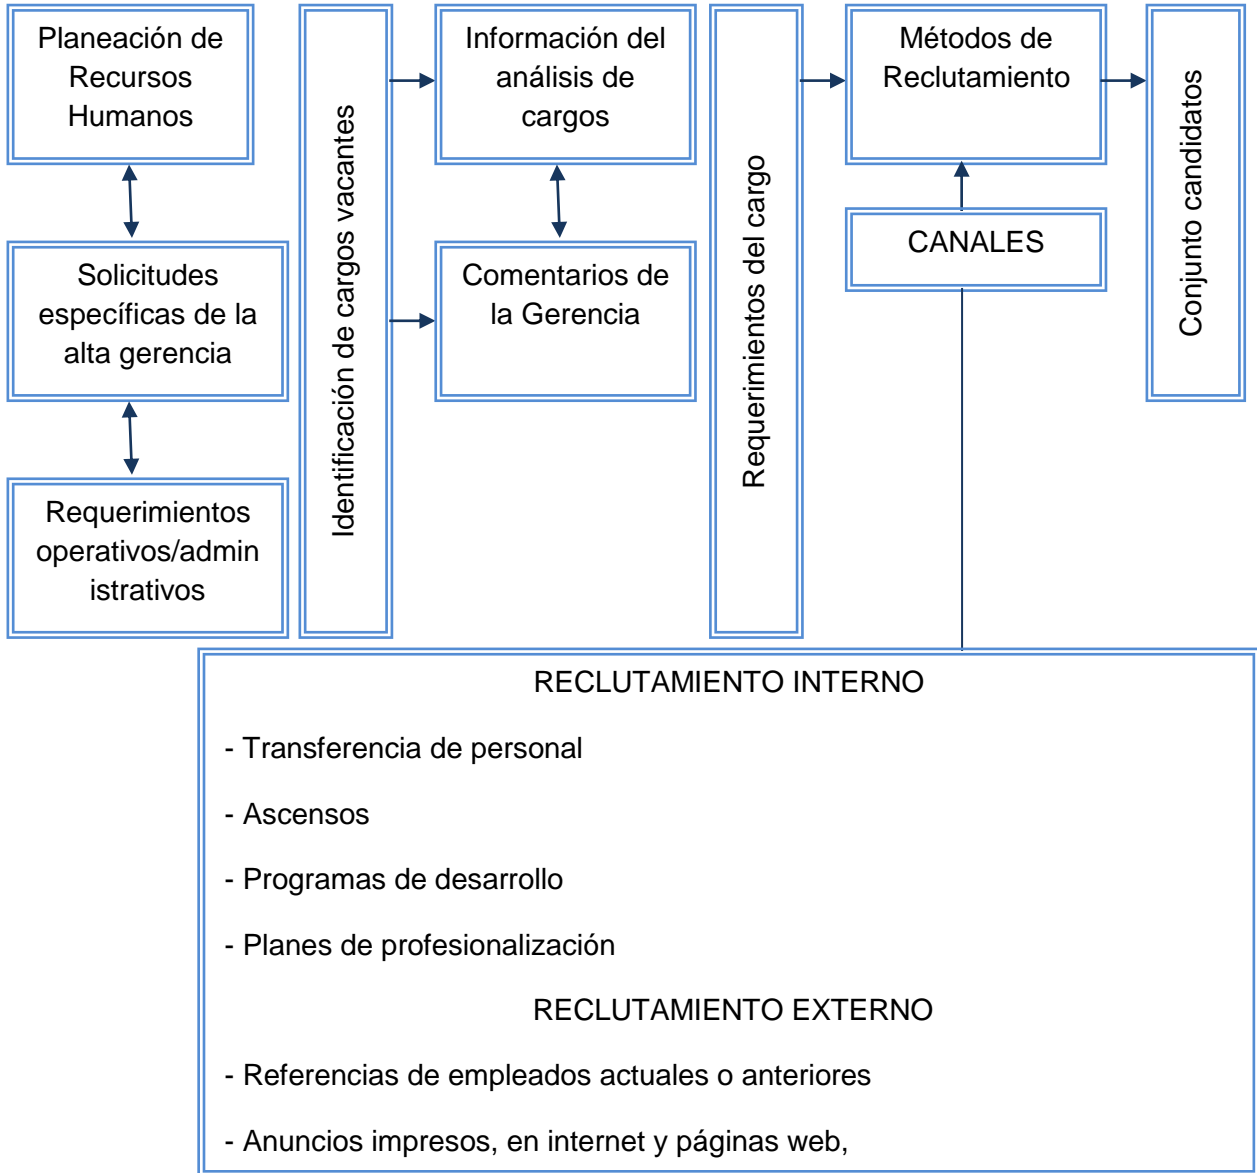 Planeación de
Recursos
Humanos
Solicitudes
específicas de la
alta gerencia
Requerimientos
operativos/admin
istrativos
Identificación de cargos vacantes
Información del
análisis de
cargos
Comentarios de
la Gerencia
Requerimientos del cargo
Métodos de
Reclutamiento
CANALES
Conjunto candidatos
RECLUTAMIENTO INTERNO
- Transferencia de personal
- Ascensos
- Programas de desarrollo
- Planes de profesionalización
RECLUTAMIENTO EXTERNO
- Referencias de empleados actuales o anteriores
- Anuncios impresos, en internet y páginas web,